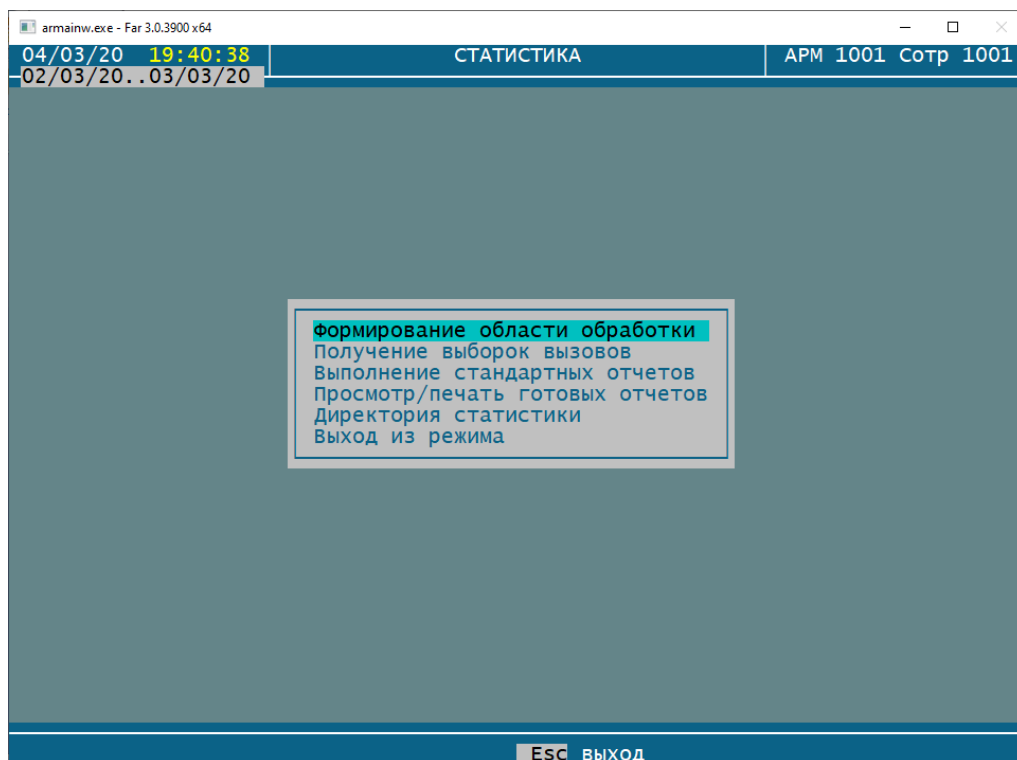 armainw.exe - Far 3.0.3900 x64
04/03/20 19:40:38 СТАТИСТИКА АРМ 1001 Сотр 1001
02/03/20..03/03/20
Формирование области обработки
Получение выборок вызовов
Выполнение стандартных отчетов
Просмотр/печать готовых отчетов
Директория статистики
Выход из режима
Esc выход